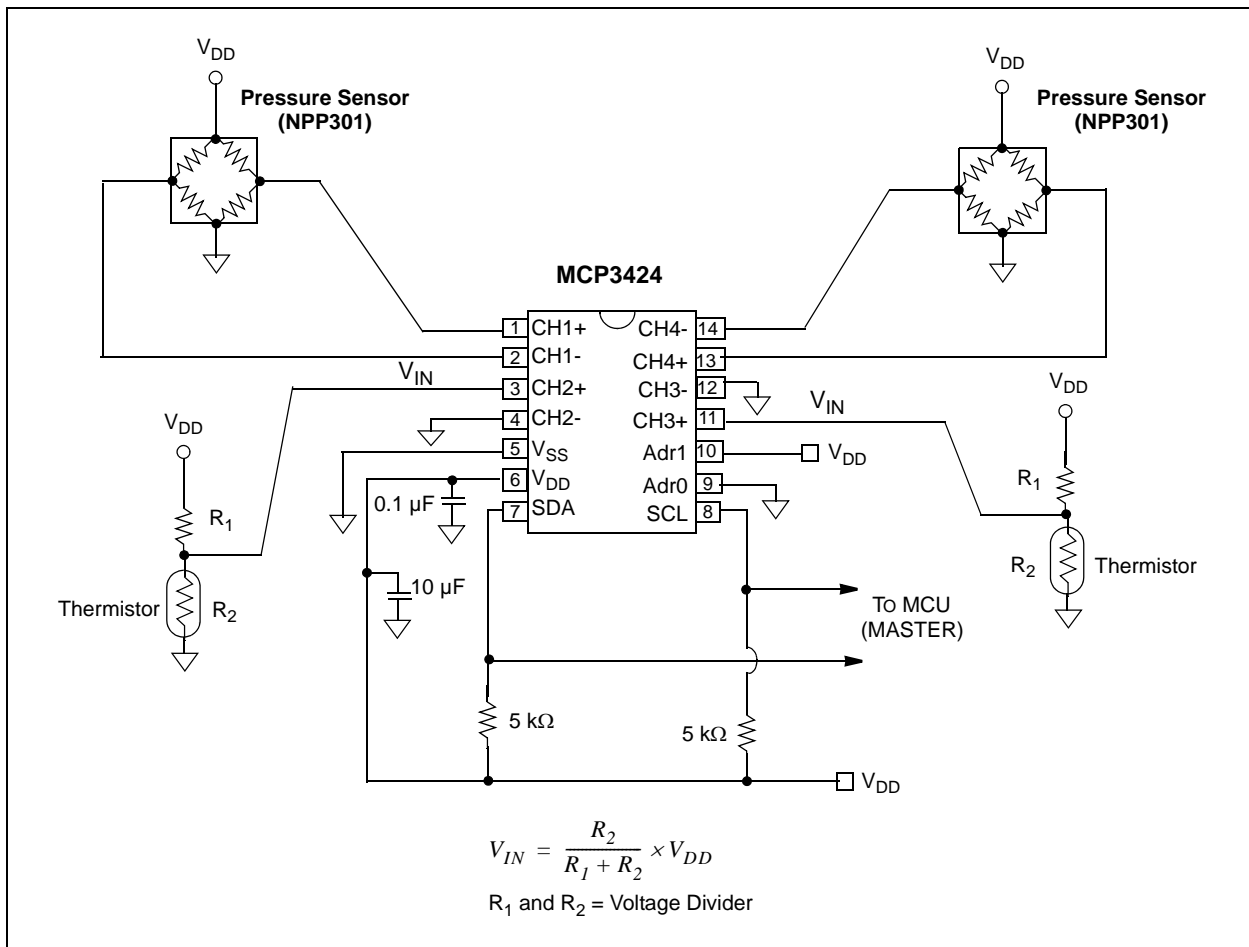 VDD
Pressure Sensor
(NPP301)
VDD
Pressure Sensor
(NPP301)
MCP3424
1 CH1+ CH4- 14
2 CH1- CH4+ 13
VIN
3 CH2+ CH3- 12
4 CH2- CH3+ 11
VIN
5 VSS Adr1 10
VDD
6 VDD Adr0 9
7 SDA SCL 8
VDD
R1
Thermistor R2
0.1 µF
10 µF
VDD
R1
R2 Thermistor
TO MCU
(MASTER)
5 kΩ
5 kΩ
VDD
VIN = R2 / (R1 + R2) × VDD
R1 and R2 = Voltage Divider